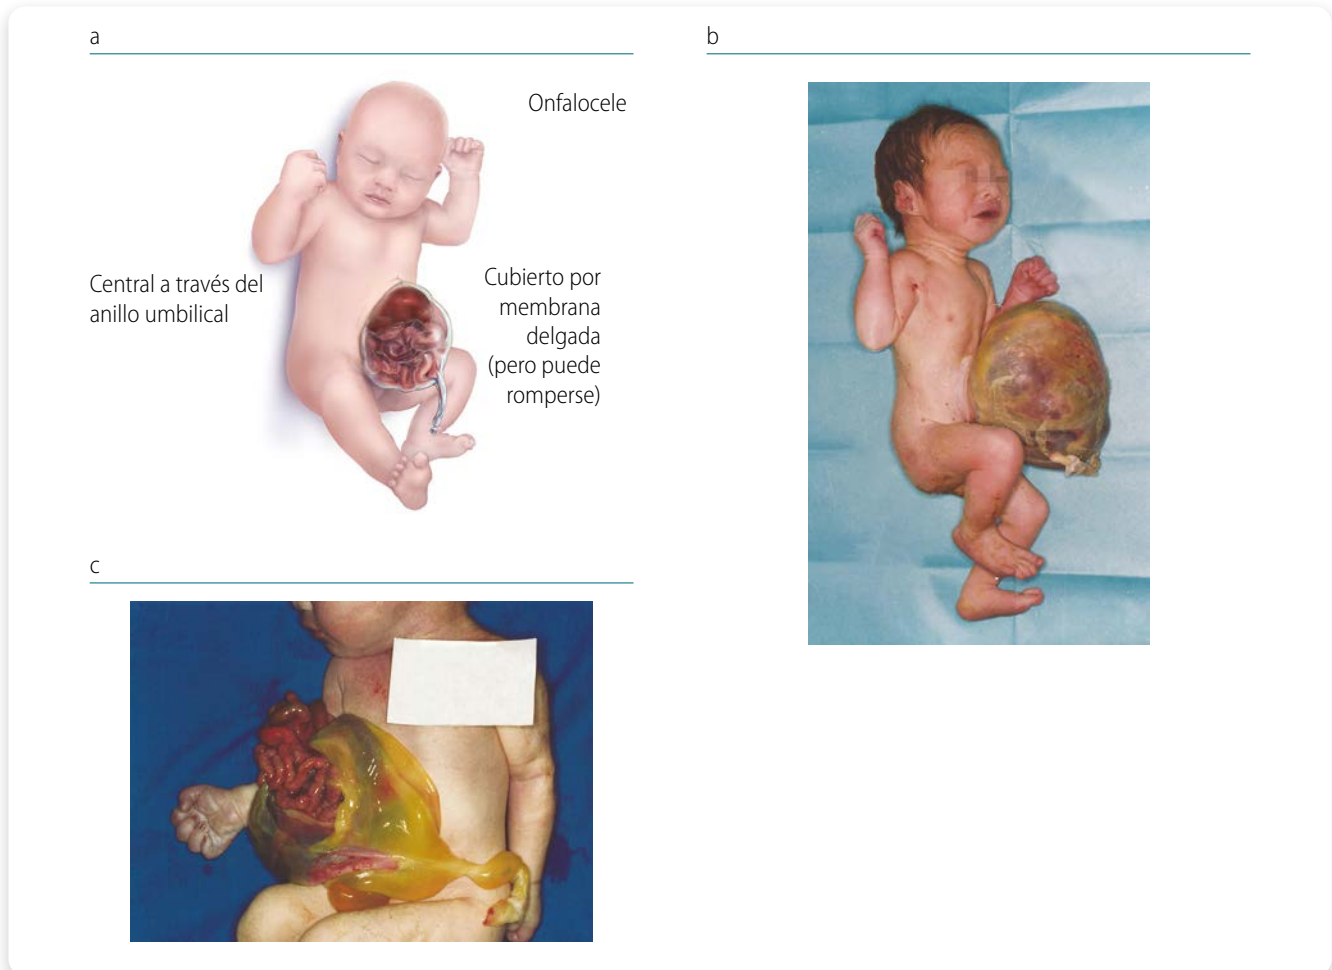 a
Onfalocele
Central a través del
anillo umbilical
Cubierto por
membrana
delgada
(pero puede
romperse)
b
c